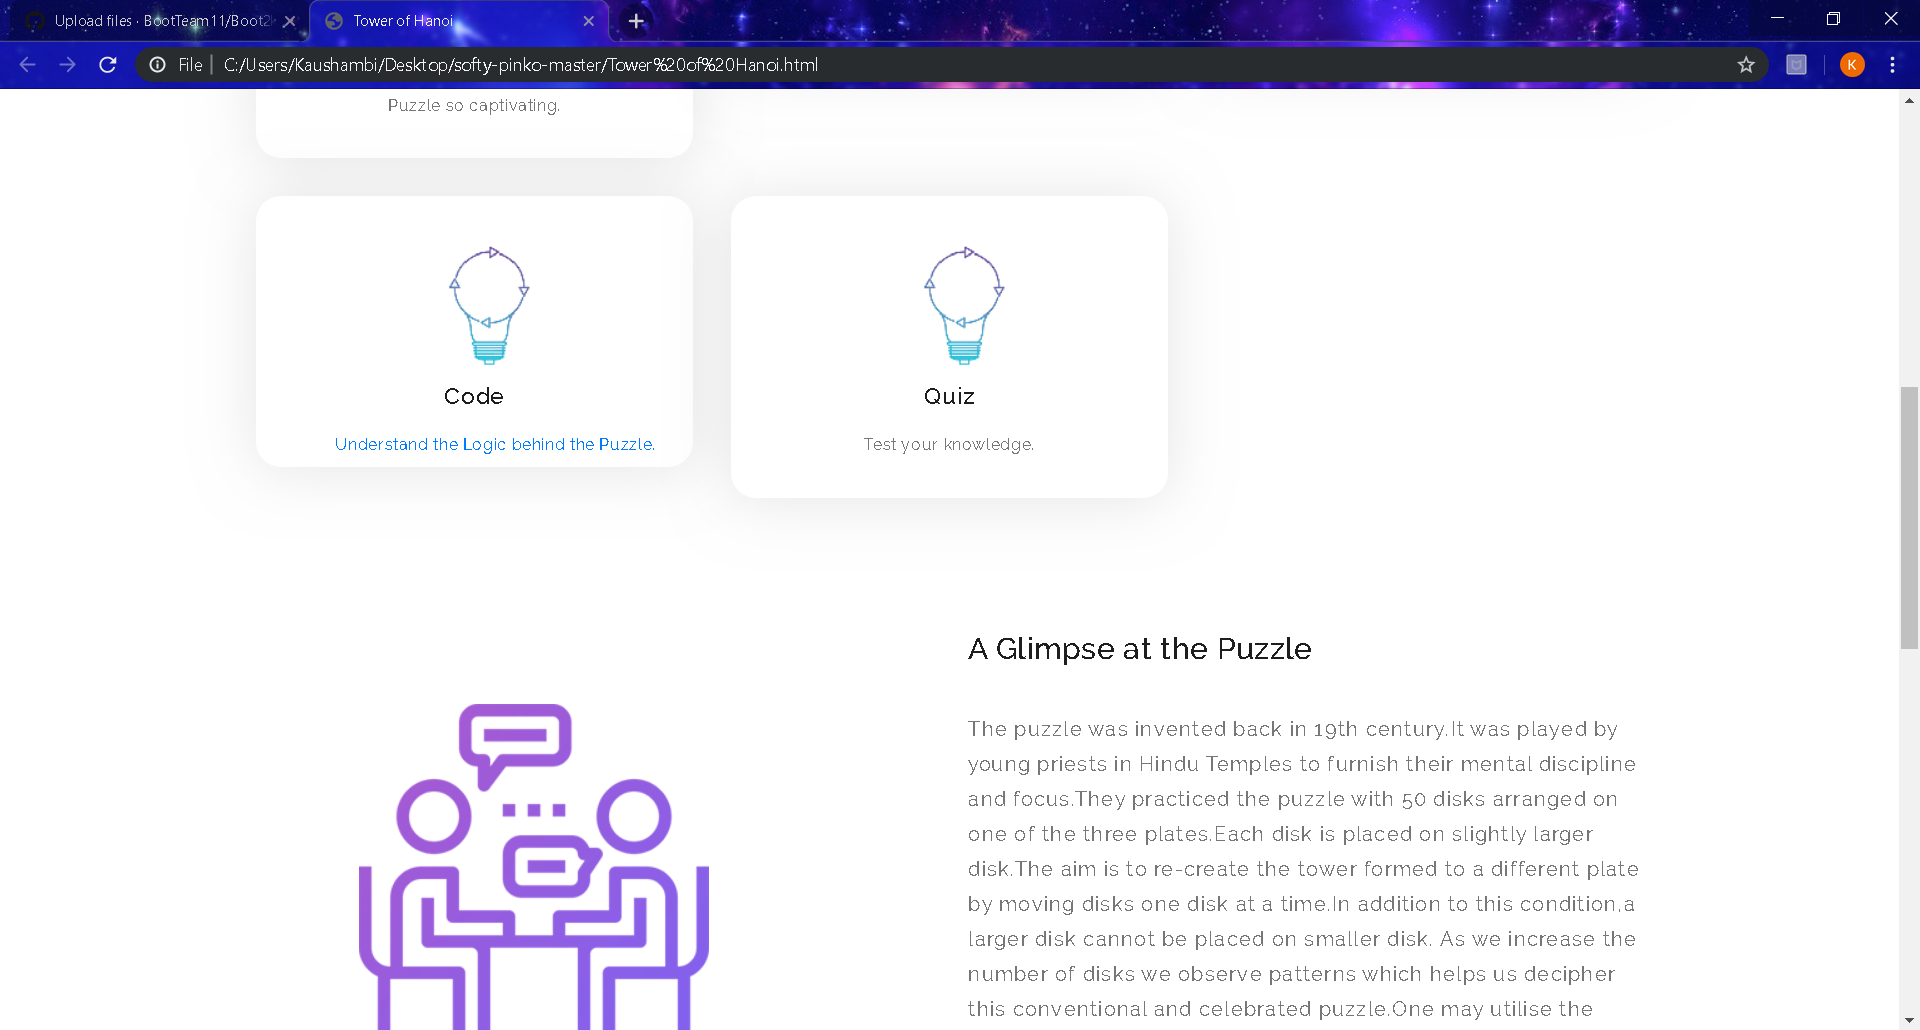 Upload files · BootTeam11/Boot2
Tower of Hanoi
File
C:/Users/Kaushambi/Desktop/softy-pinko-master/Tower%20of%20Hanoi.html
K
Puzzle so captivating.
Code
Understand the Logic behind the Puzzle.
Quiz
Test your knowledge.
A Glimpse at the Puzzle
The puzzle was invented back in 19th century.It was played by
young priests in Hindu Temples to furnish their mental discipline
and focus.They practiced the puzzle with 50 disks arranged on
one of the three plates.Each disk is placed on slightly larger
disk.The aim is to re-create the tower formed to a different plate
by moving disks one disk at a time.In addition to this condition,a
larger disk cannot be placed on smaller disk. As we increase the
number of disks we observe patterns which helps us decipher
this conventional and celebrated puzzle.One may utilise the